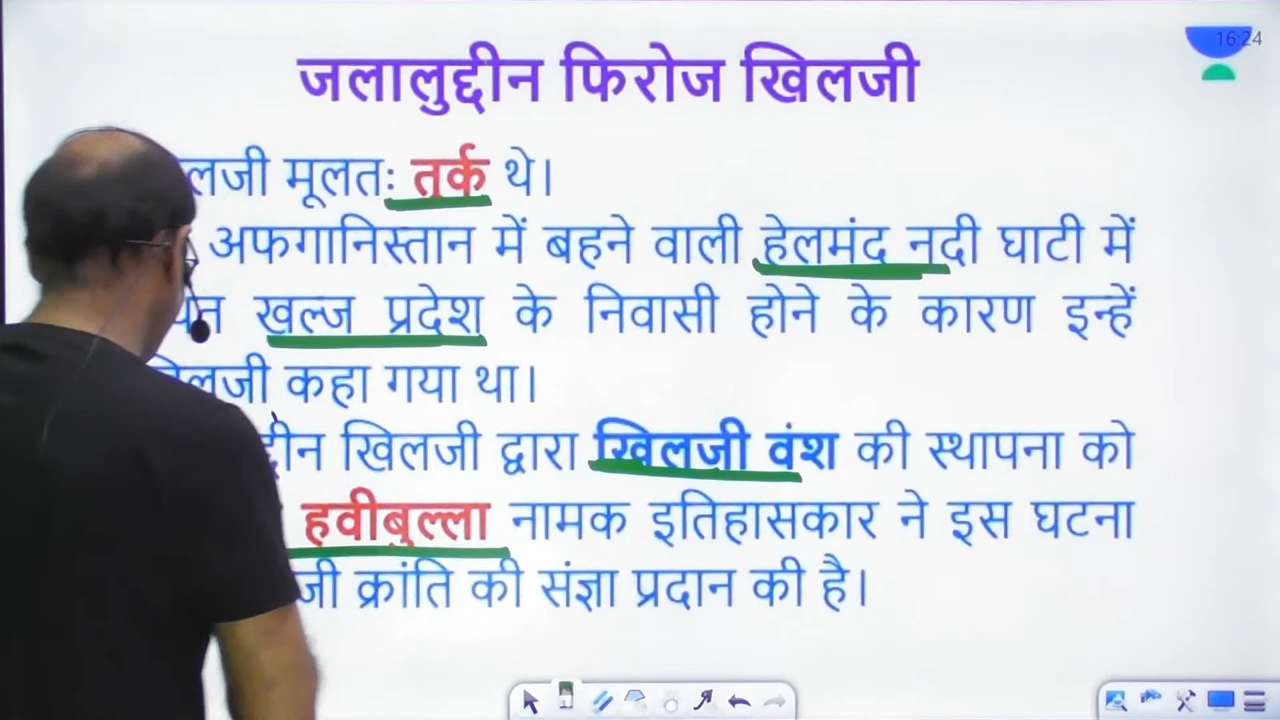 16:24
जलालुद्दीन फिरोज खिलजी
लजी मूलतः तुर्क थे।
अफगानिस्तान में बहने वाली हेलमंद नदी घाटी में
खल्ज प्रदेश के निवासी होने के कारण इन्हें
लजी कहा गया था।
द्दीन खिलजी द्वारा खिलजी वंश की स्थापना को
हवीबुल्ला नामक इतिहासकार ने इस घटना
जी क्रांति की संज्ञा प्रदान की है।